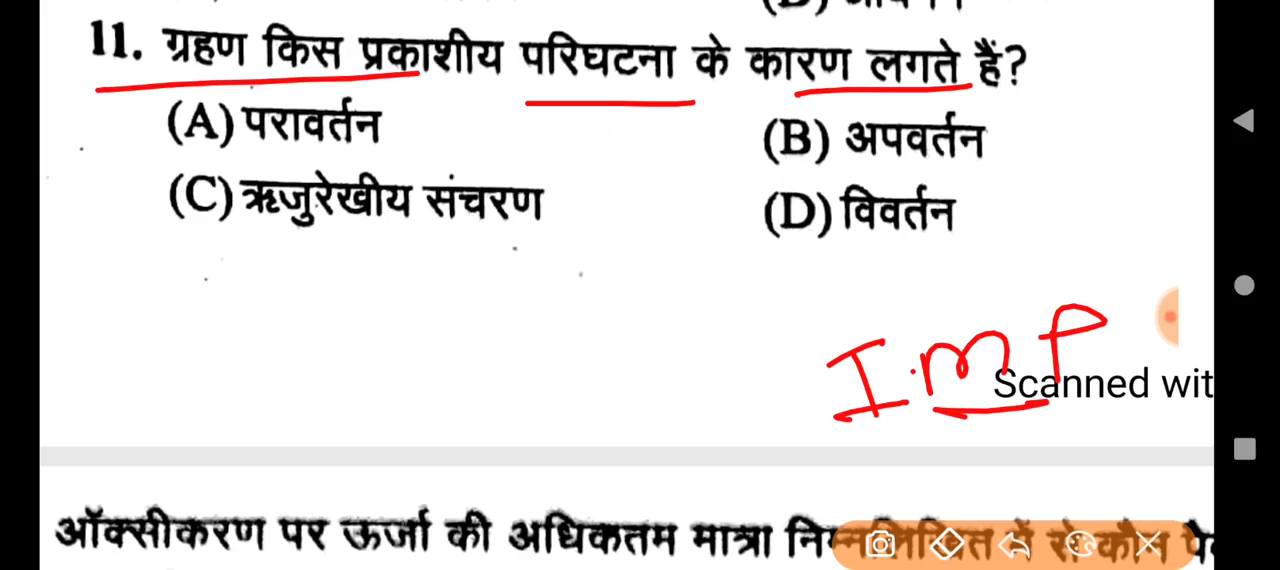 11. ग्रहण किस प्रकाशीय परिघटना के कारण लगते हैं?
(A) परावर्तन
(B) अपवर्तन
(C) ऋजुरेखीय संचरण
(D) विवर्तन
I.M.P
Scanned wit
ऑक्सीकरण पर ऊर्जा की अधिकतम मात्रा निम्नलिखित में से कौन